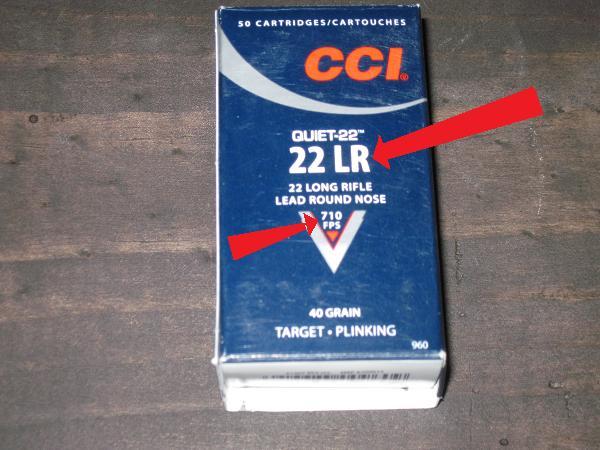 50 CARTRIDGES/CARTOUCHES
CCI®
QUIET-22™
22 LR
22 LONG RIFLE
LEAD ROUND NOSE
710
FPS
40 GRAIN
TARGET • PLINKING
960